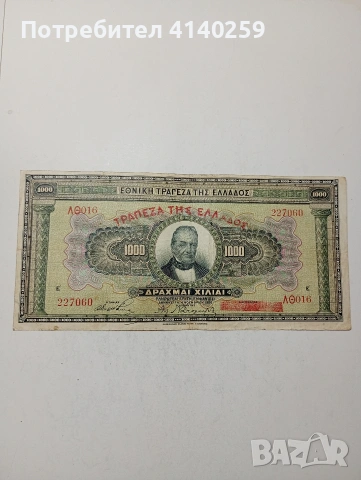 Потребител 4140259
1000 ΕΘΝΙΚΗ ΤΡΑΠΕΖΑ ΤΗΣ ΕΛΛΑΔΟΣ 1000
ΛΘ016 227060
ΤΡΑΠΕΖΑ ΤΗΣ ΕΛΛΑΔΟΣ
1000 1000
Κ Κ
227060 ΔΡΑΧΜΑΙ ΧΙΛΙΑΙ ΛΘ016
BAZAR